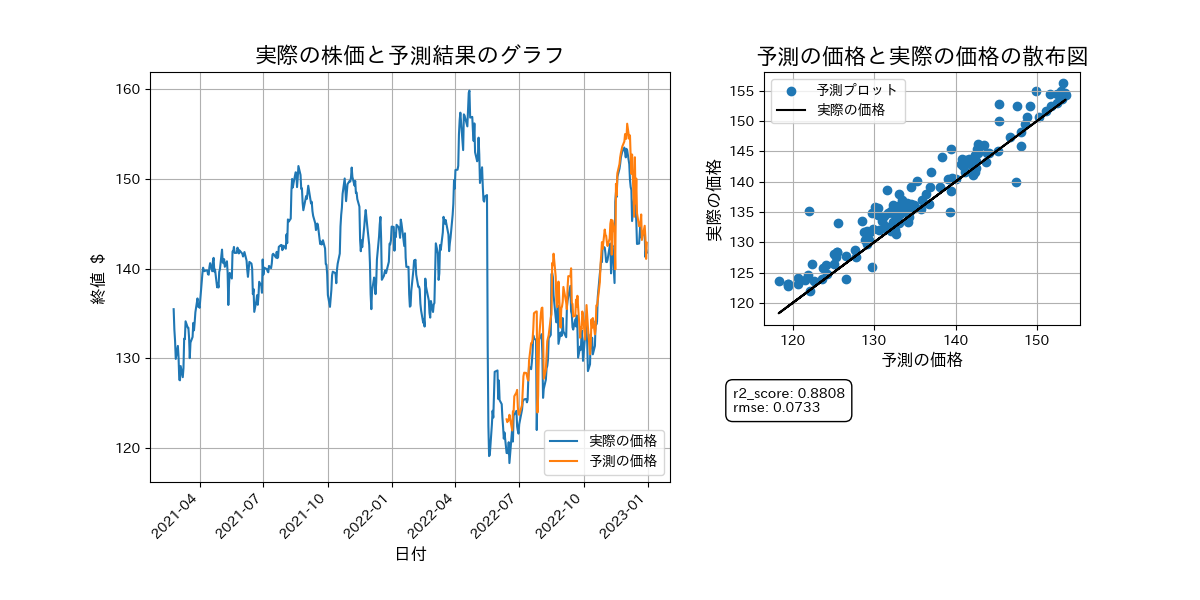 実際の株価と予測結果のグラフ
終値 $
160
150
140
130
120
2021-04
2021-07
2021-10
2022-01
2022-04
2022-07
2022-10
2023-01
日付
実際の価格
予測の価格
予測の価格と実際の価格の散布図
予測プロット
実際の価格
実際の価格
155
150
145
140
135
130
125
120
120
130
140
150
予測の価格
r2_score: 0.8808
rmse: 0.0733